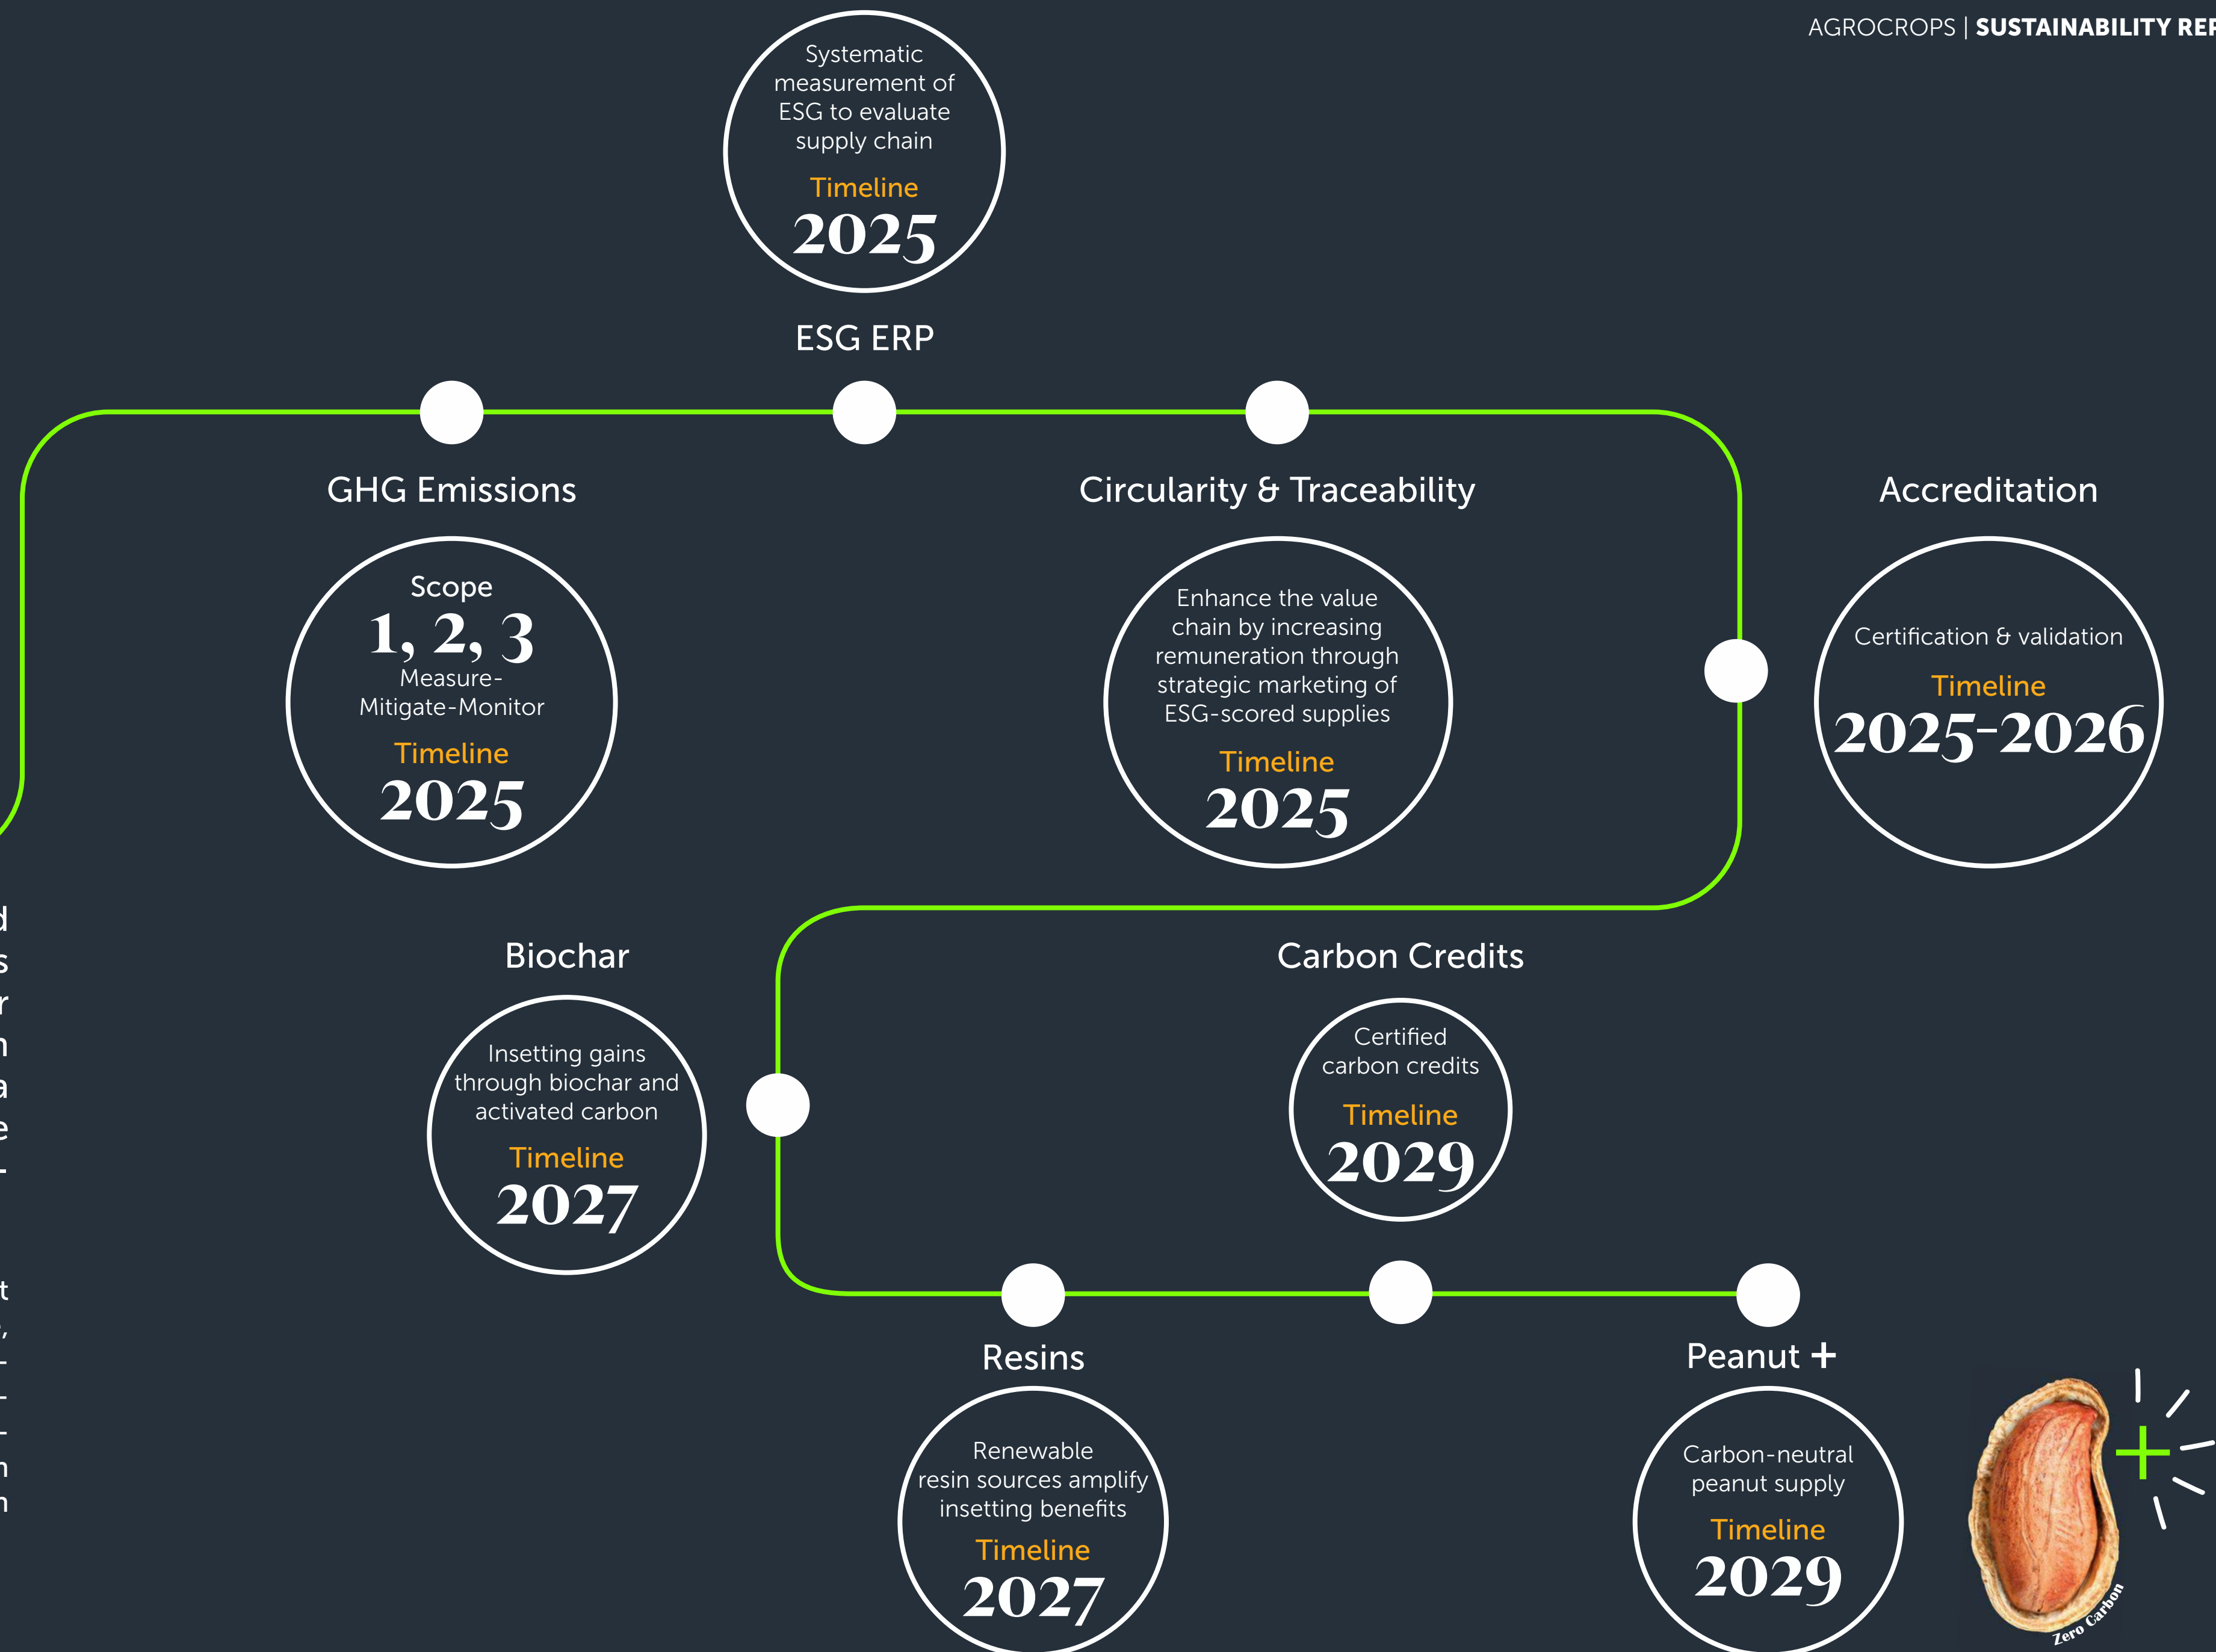 AGROCROPS | SUSTAINABILITY
Systematic
measurement of
ESG to evaluate
supply chain
Timeline
2025
ESG ERP
GHG Emissions
Scope
1, 2, 3
Measure-
Mitigate-Monitor
Timeline
2025
Circularity & Traceability
Enhance the value
chain by increasing
remuneration through
strategic marketing of
ESG-scored supplies
Timeline
2025
Accreditation
Certification & validation
Timeline
2025-2026
Biochar
Insetting gains
through biochar and
activated carbon
Timeline
2027
Carbon Credits
Certified
carbon credits
Timeline
2029
Resins
Renewable
resin sources amplify
insetting benefits
Timeline
2027
Peanut +
Carbon-neutral
peanut supply
Timeline
2029
Zero Carbon